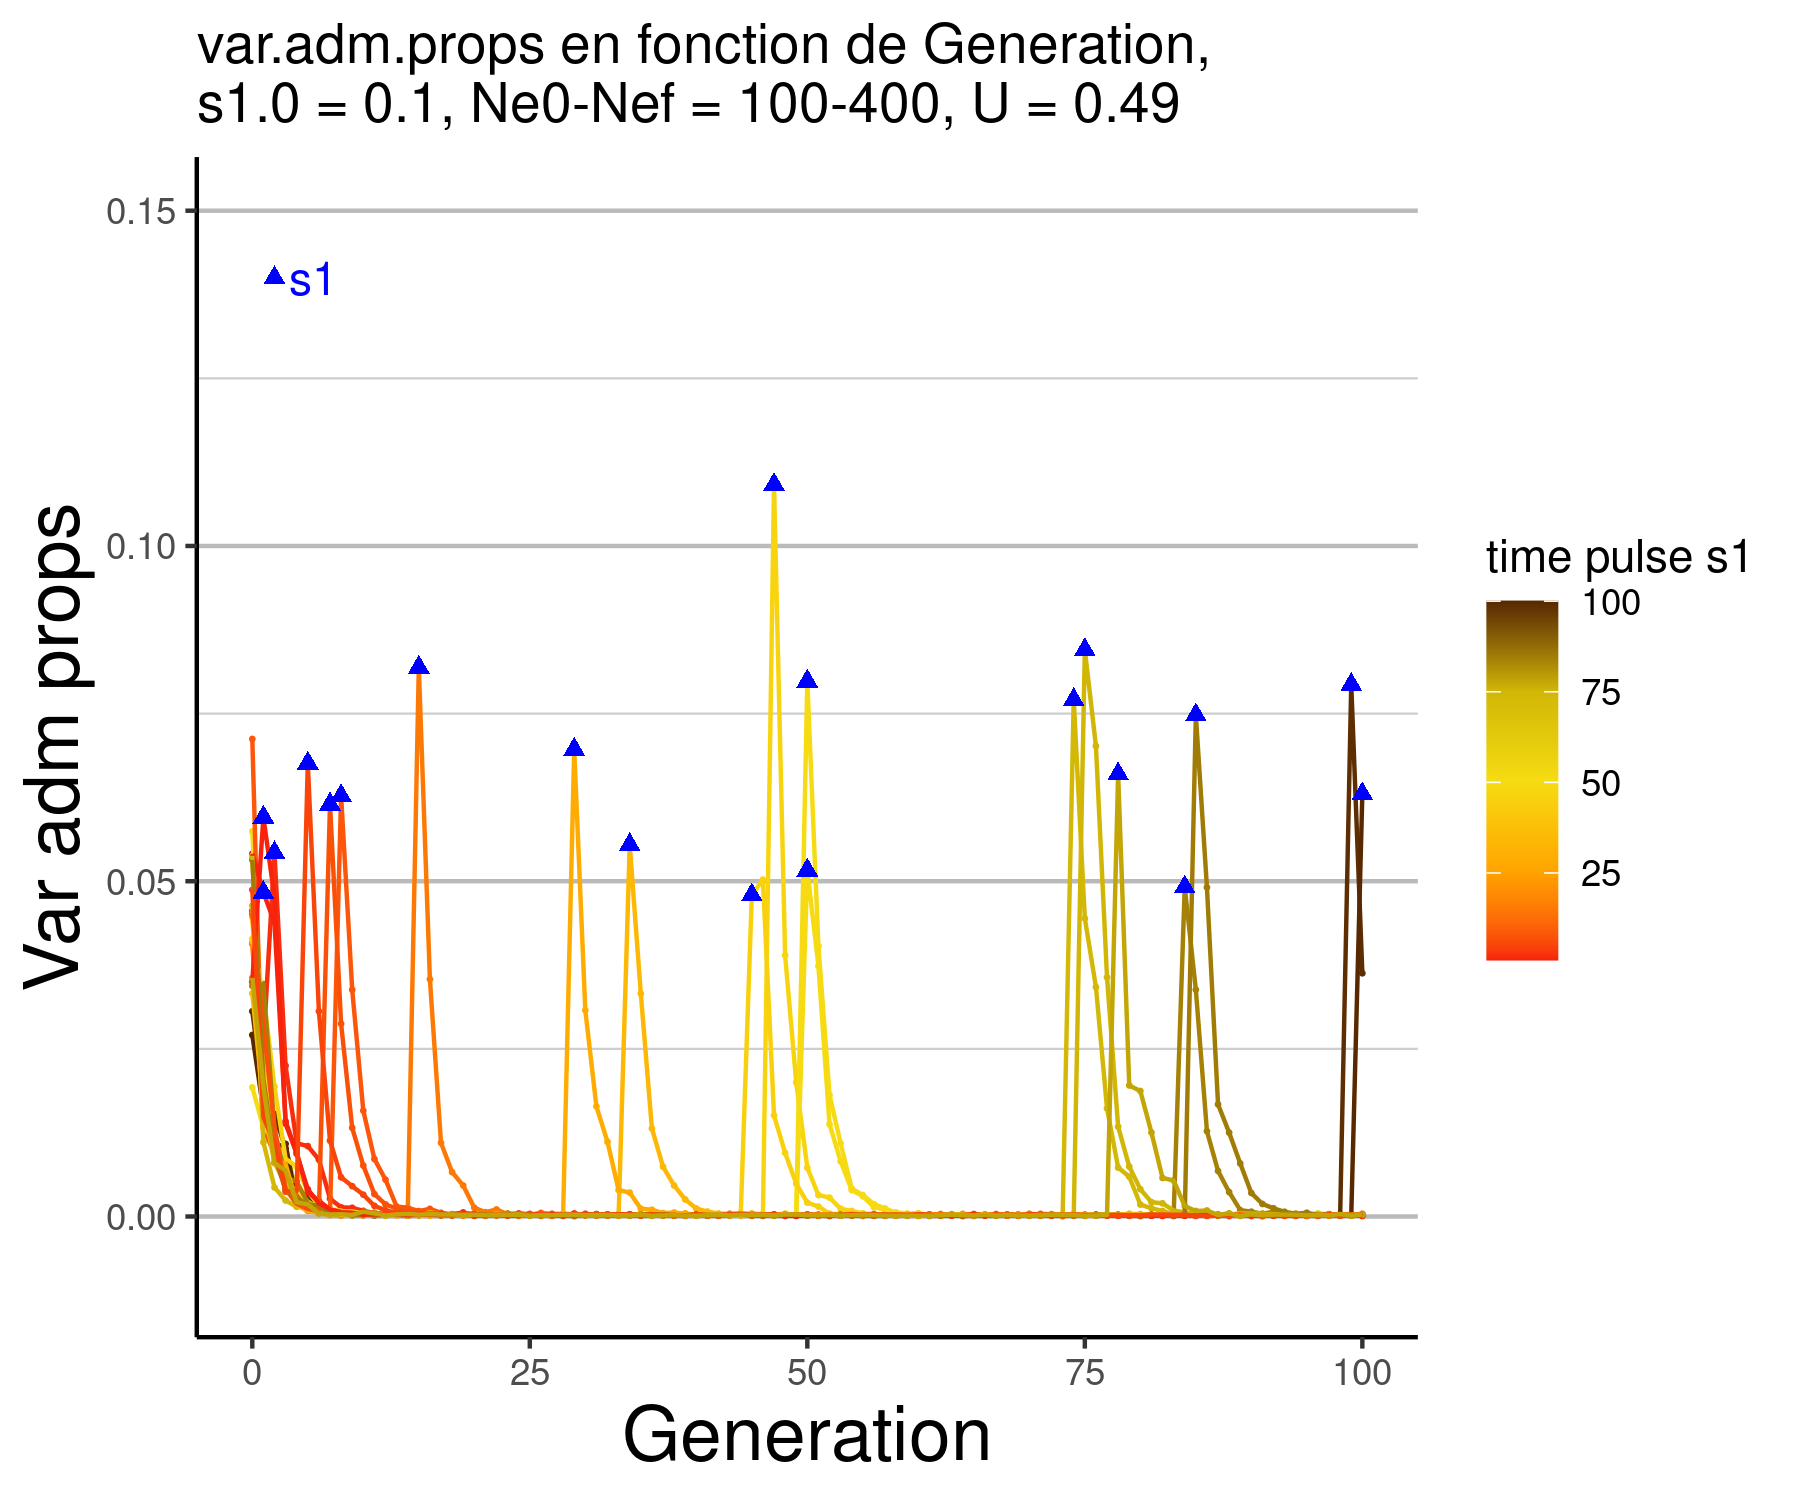 var.adm.props en fonction de Generation,
s1.0 = 0.1, Ne0-Nef = 100-400, U = 0.49
0.15
s1
0.10
0.05
0.00
Var adm props
0
25
50
75
100
Generation
time pulse s1
100
75
50
25